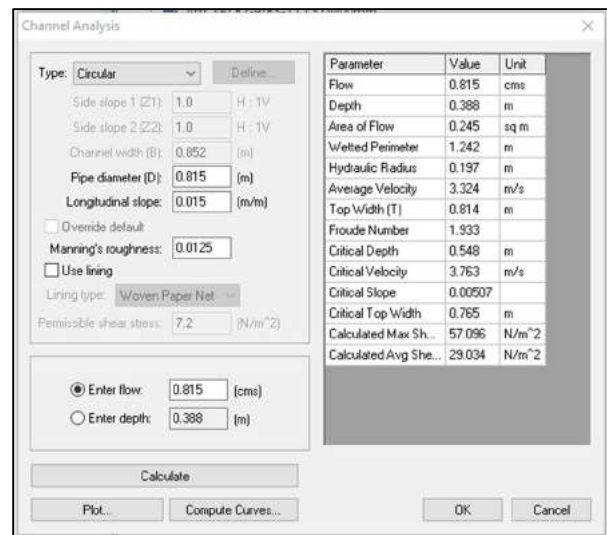 Channel Analysis
Type: Circular Define...
Side slope 1 (Z1): 1.0 H : 1V
Side slope 2 (Z2): 1.0 H : 1V
Channel width (B): 0.852 (m)
Pipe diameter (D): 0.815 (m)
Longitudinal slope: 0.015 (m/m)
Override default
Manning's roughness: 0.0125
Use lining
Lining type: Woven Paper Net
Permissible shear stress: 7.2 (N/m^2)
Enter flow: 0.815 (cms)
Enter depth: 0.388 (m)
Calculate
Plot... Compute Curves...
Parameter Value Unit
Flow 0.815 cms
Depth 0.388 m
Area of Flow 0.245 sq m
Wetted Perimeter 1.242 m
Hydraulic Radius 0.197 m
Average Velocity 3.324 m/s
Top Width (T) 0.814 m
Froude Number 1.933
Critical Depth 0.548 m
Critical Velocity 3.763 m/s
Critical Slope 0.00507
Critical Top Width 0.765 m
Calculated Max Sh... 57.096 N/m^2
Calculated Avg She... 29.034 N/m^2
OK Cancel